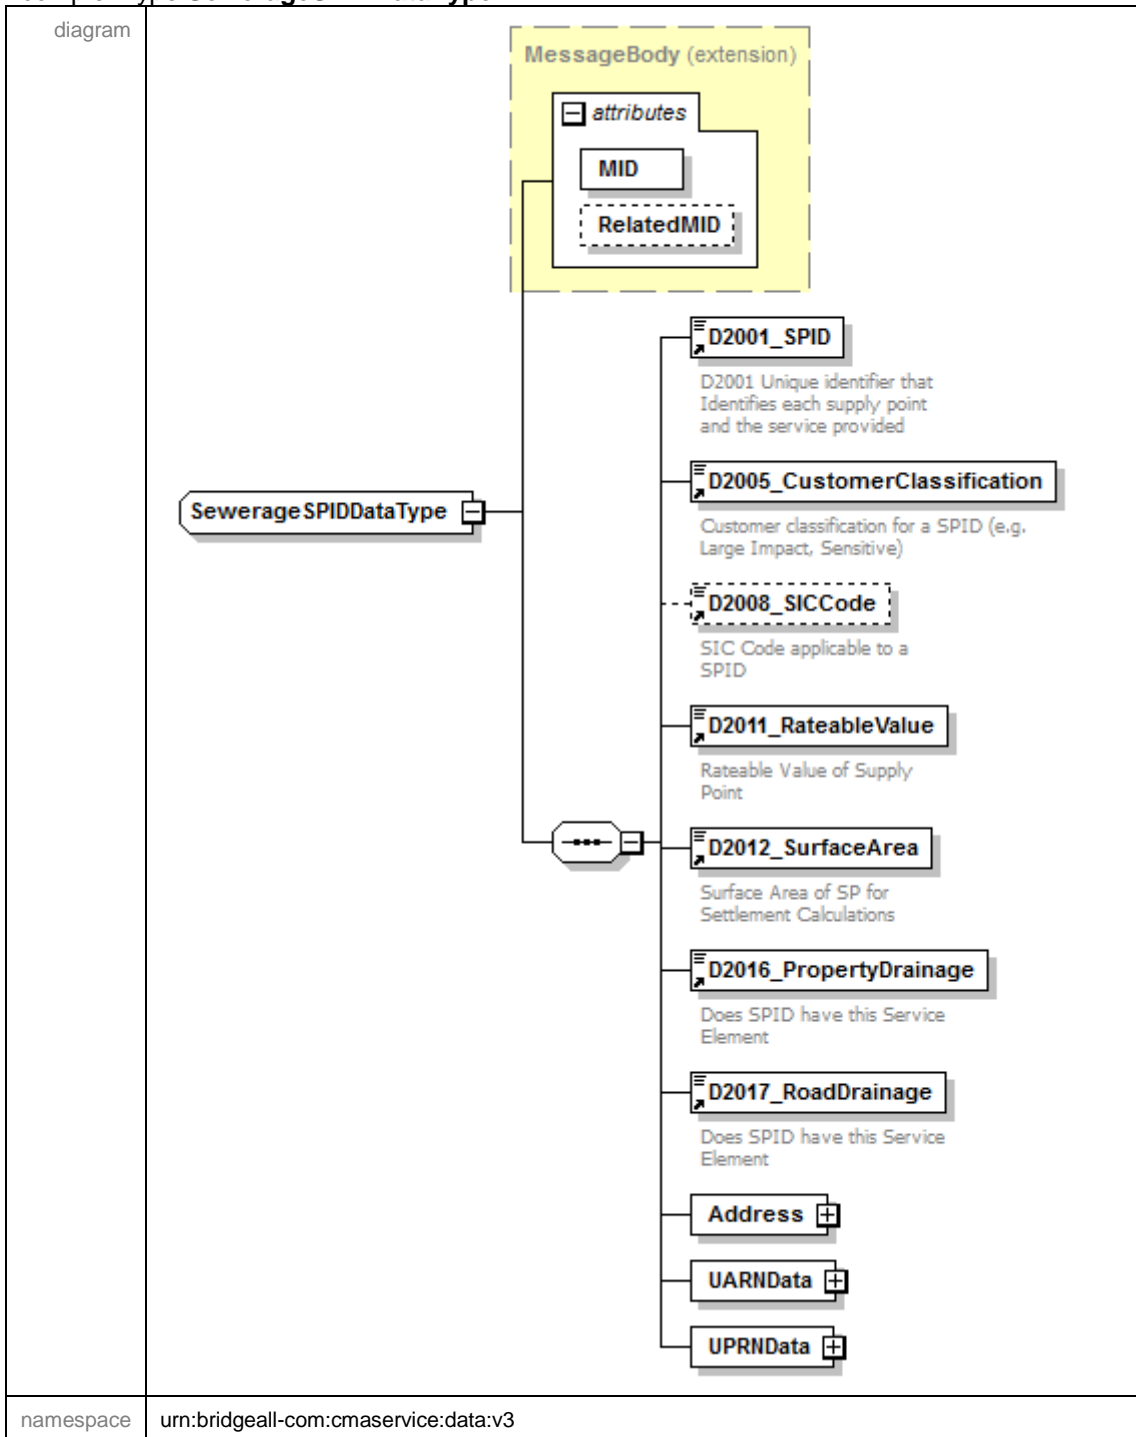 diagram
MessageBody (extension)
attributes
MID
RelatedMID
D2001_SPID
D2001 Unique identifier that
Identifies each supply point
and the service provided
D2005_CustomerClassification
Customer classification for a SPID (e.g.
Large Impact, Sensitive)
SewerageSPIDDataType
D2008_SICCode
SIC Code applicable to a
SPID
D2011_RateableValue
Rateable Value of Supply
Point
D2012_SurfaceArea
Surface Area of SP for
Settlement Calculations
D2016_PropertyDrainage
Does SPID have this Service
Element
D2017_RoadDrainage
Does SPID have this Service
Element
Address
UARNData
UPRNData
namespace urn:bridgeall-com:cmaservice:data:v3